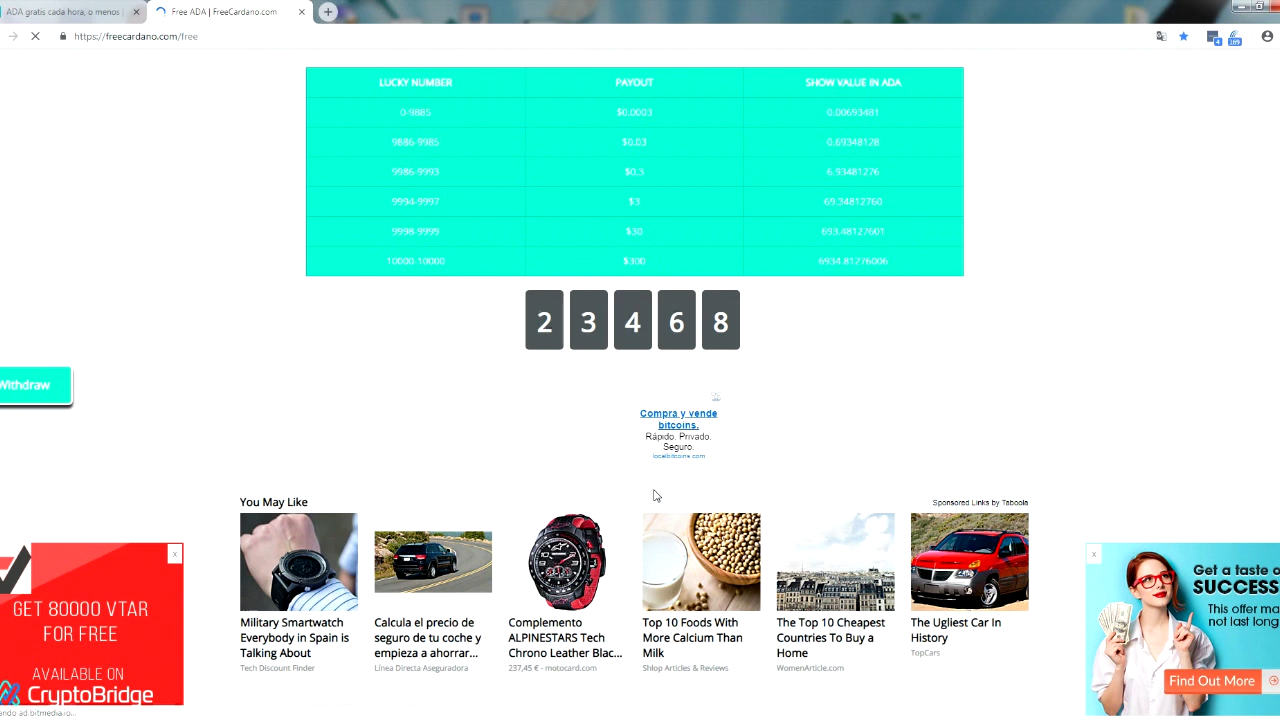 ADA gratis cada hora, o menos |
Free ADA | FreeCardano.com
https://freecardano.com/free
LUCKY NUMBER PAYOUT SHOW VALUE IN ADA
0-9885 $0.0003 0.00693481
9886-9985 $0.03 0.69348128
9986-9993 $0.3 6.93481276
9994-9997 $3 69.34812760
9998-9999 $30 693.48127601
10000-10000 $300 6934.81276006
2 3 4 6 8
Withdraw
Compra y vende
bitcoins.
Rápido. Privado.
Seguro.
localbitcoins.com
You May Like
Sponsored Links by Taboola
Military Smartwatch
Everybody in Spain is
Talking About
Tech Discount Finder
Calcula el precio de
seguro de tu coche y
empieza a ahorrar...
Línea Directa Aseguradora
Complemento
ALPINESTARS Tech
Chrono Leather Blac...
237,45 € - motocard.com
Top 10 Foods With
More Calcium Than
Milk
Shlop Articles & Reviews
The Top 10 Cheapest
Countries To Buy a
Home
WomenArticle.com
The Ugliest Car In
History
TopCars
x
GET 80000 VTAR
FOR FREE
AVAILABLE ON
CryptoBridge
ando ad.bitmedia.io...
x
Get a taste o
SUCCESS
This offer ma
not last long
Find Out More